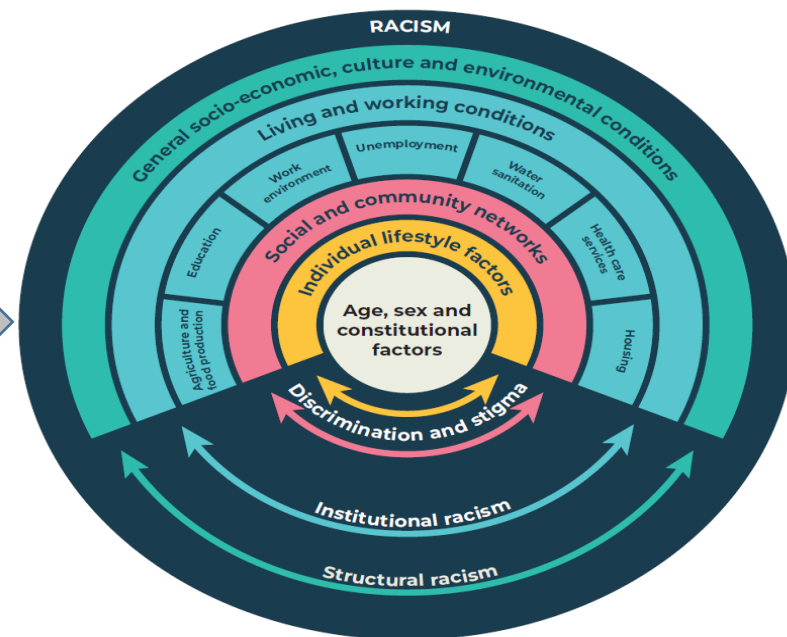 RACISM
General socio-economic, culture and environmental conditions
Living and working conditions
Agriculture and
food production
Education
Work
environment
Unemployment
Water
sanitation
Health care
services
Housing
Social and community networks
Individual lifestyle factors
Age, sex and
constitutional
factors
Discrimination and stigma
Institutional racism
Structural racism